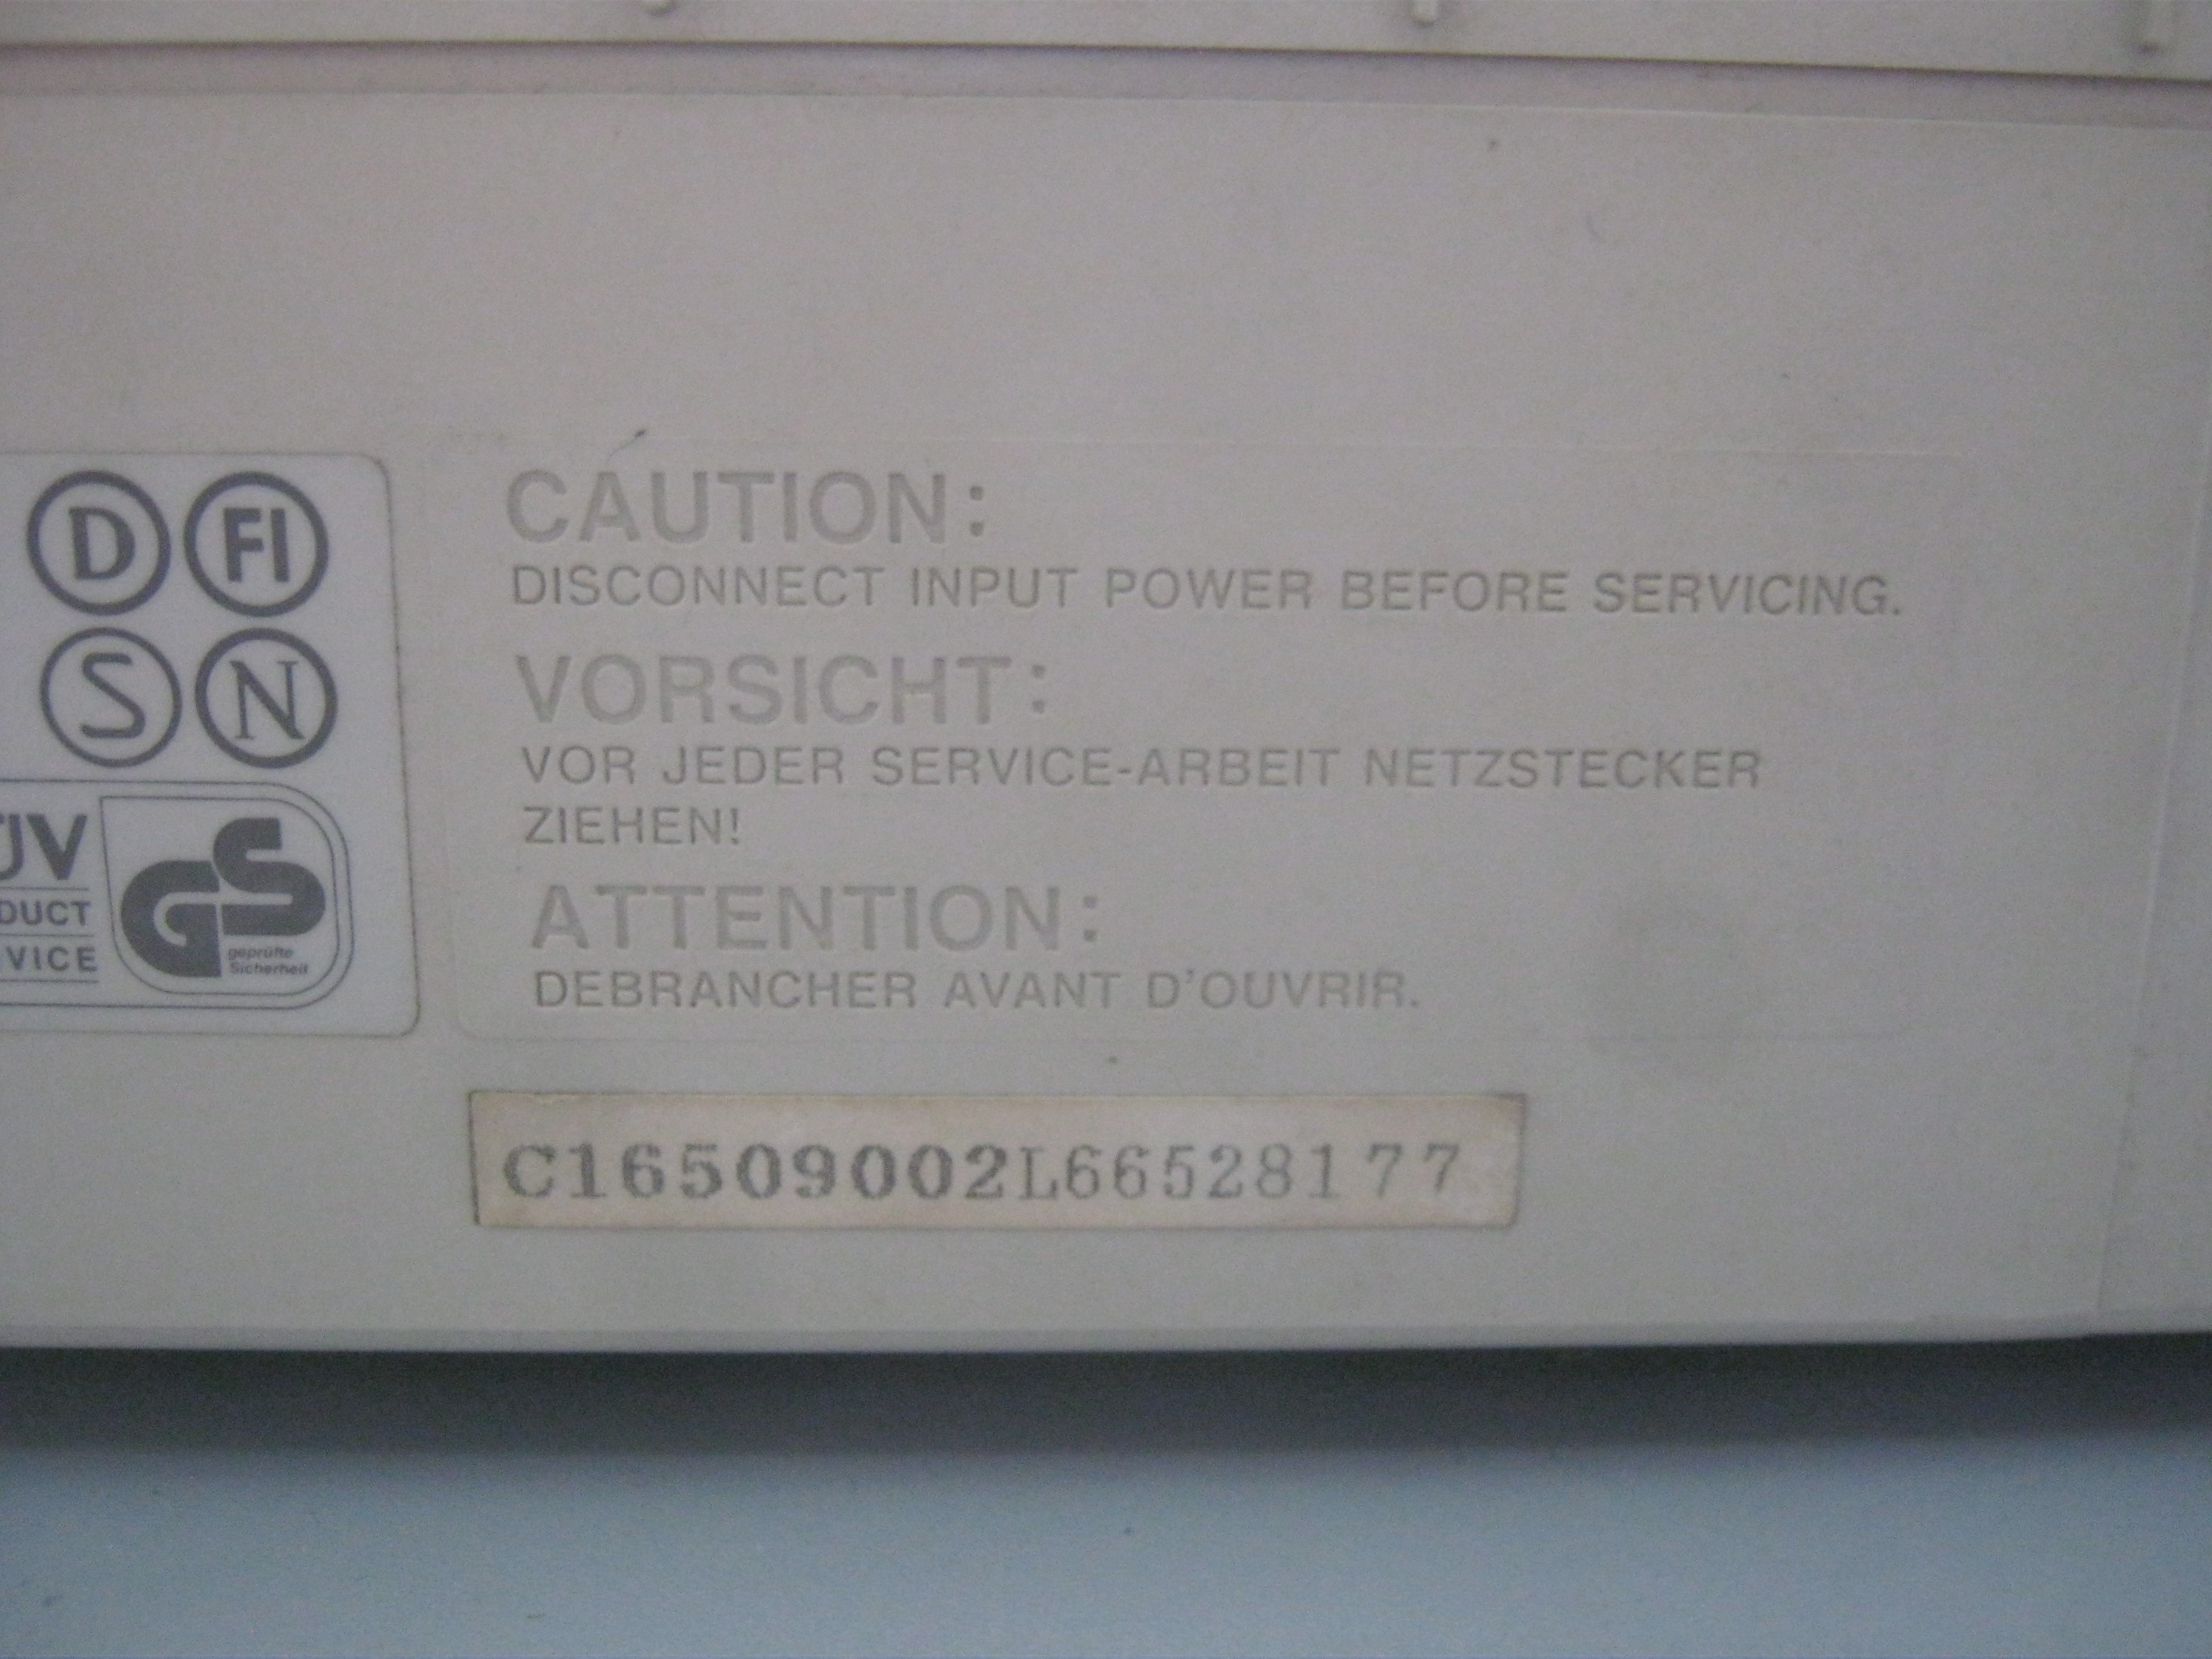 D FI
S N
DUCT
VICE
GS
geprüfte
Sicherheit
CAUTION:
DISCONNECT INPUT POWER BEFORE SERVICING.
VORSICHT:
VOR JEDER SERVICE-ARBEIT NETZSTECKER
ZIEHEN!
ATTENTION:
DEBRANCHER AVANT D'OUVRIR.
C16509002L66528177